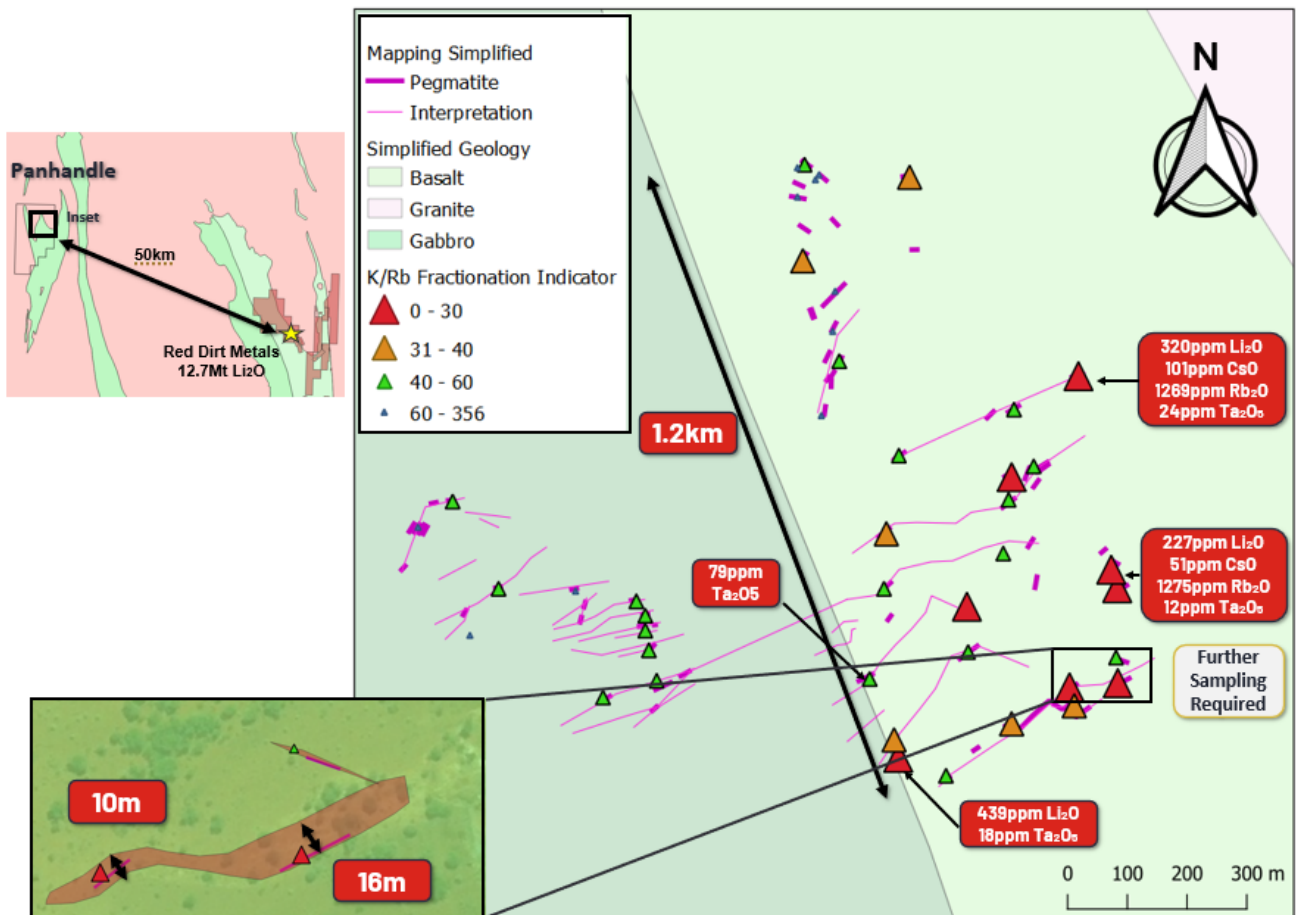 Panhandle
Inset
50km
Red Dirt Metals
12.7Mt Li₂O
Mapping Simplified
Pegmatite
Interpretation
Simplified Geology
Basalt
Granite
Gabbro
K/Rb Fractionation Indicator
0 - 30
31 - 40
40 - 60
60 - 356
N
1.2km
320ppm Li₂O
101ppm CsO
1269ppm Rb₂O
24ppm Ta₂O₅
227ppm Li₂O
51ppm CsO
1275ppm Rb₂O
12ppm Ta₂O₅
79ppm
Ta₂O5
Further
Sampling
Required
439ppm Li₂O
18ppm Ta₂O₅
10m
16m
0 100 200 300 m